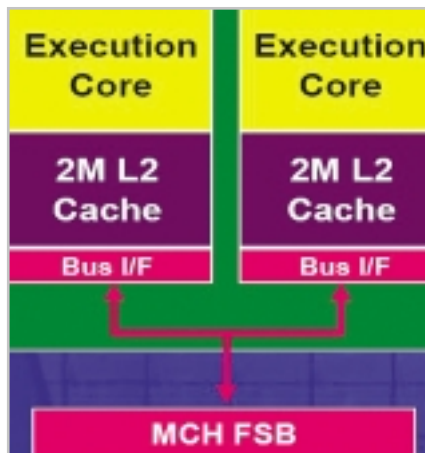 Execution
Core
2M L2
Cache
Bus I/F
Execution
Core
2M L2
Cache
Bus I/F
MCH FSB